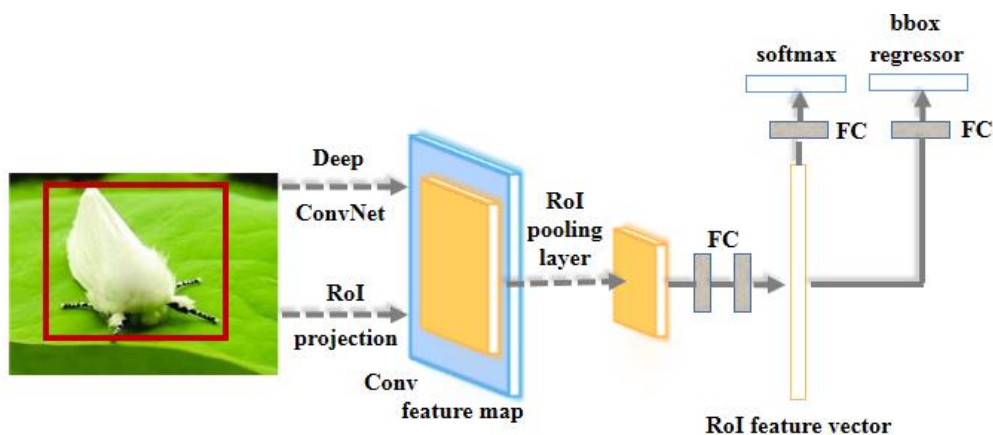 Deep
ConvNet
RoI
projection
Conv
feature map
RoI
pooling
layer
FC
softmax
FC
bbox
regressor
FC
RoI feature vector